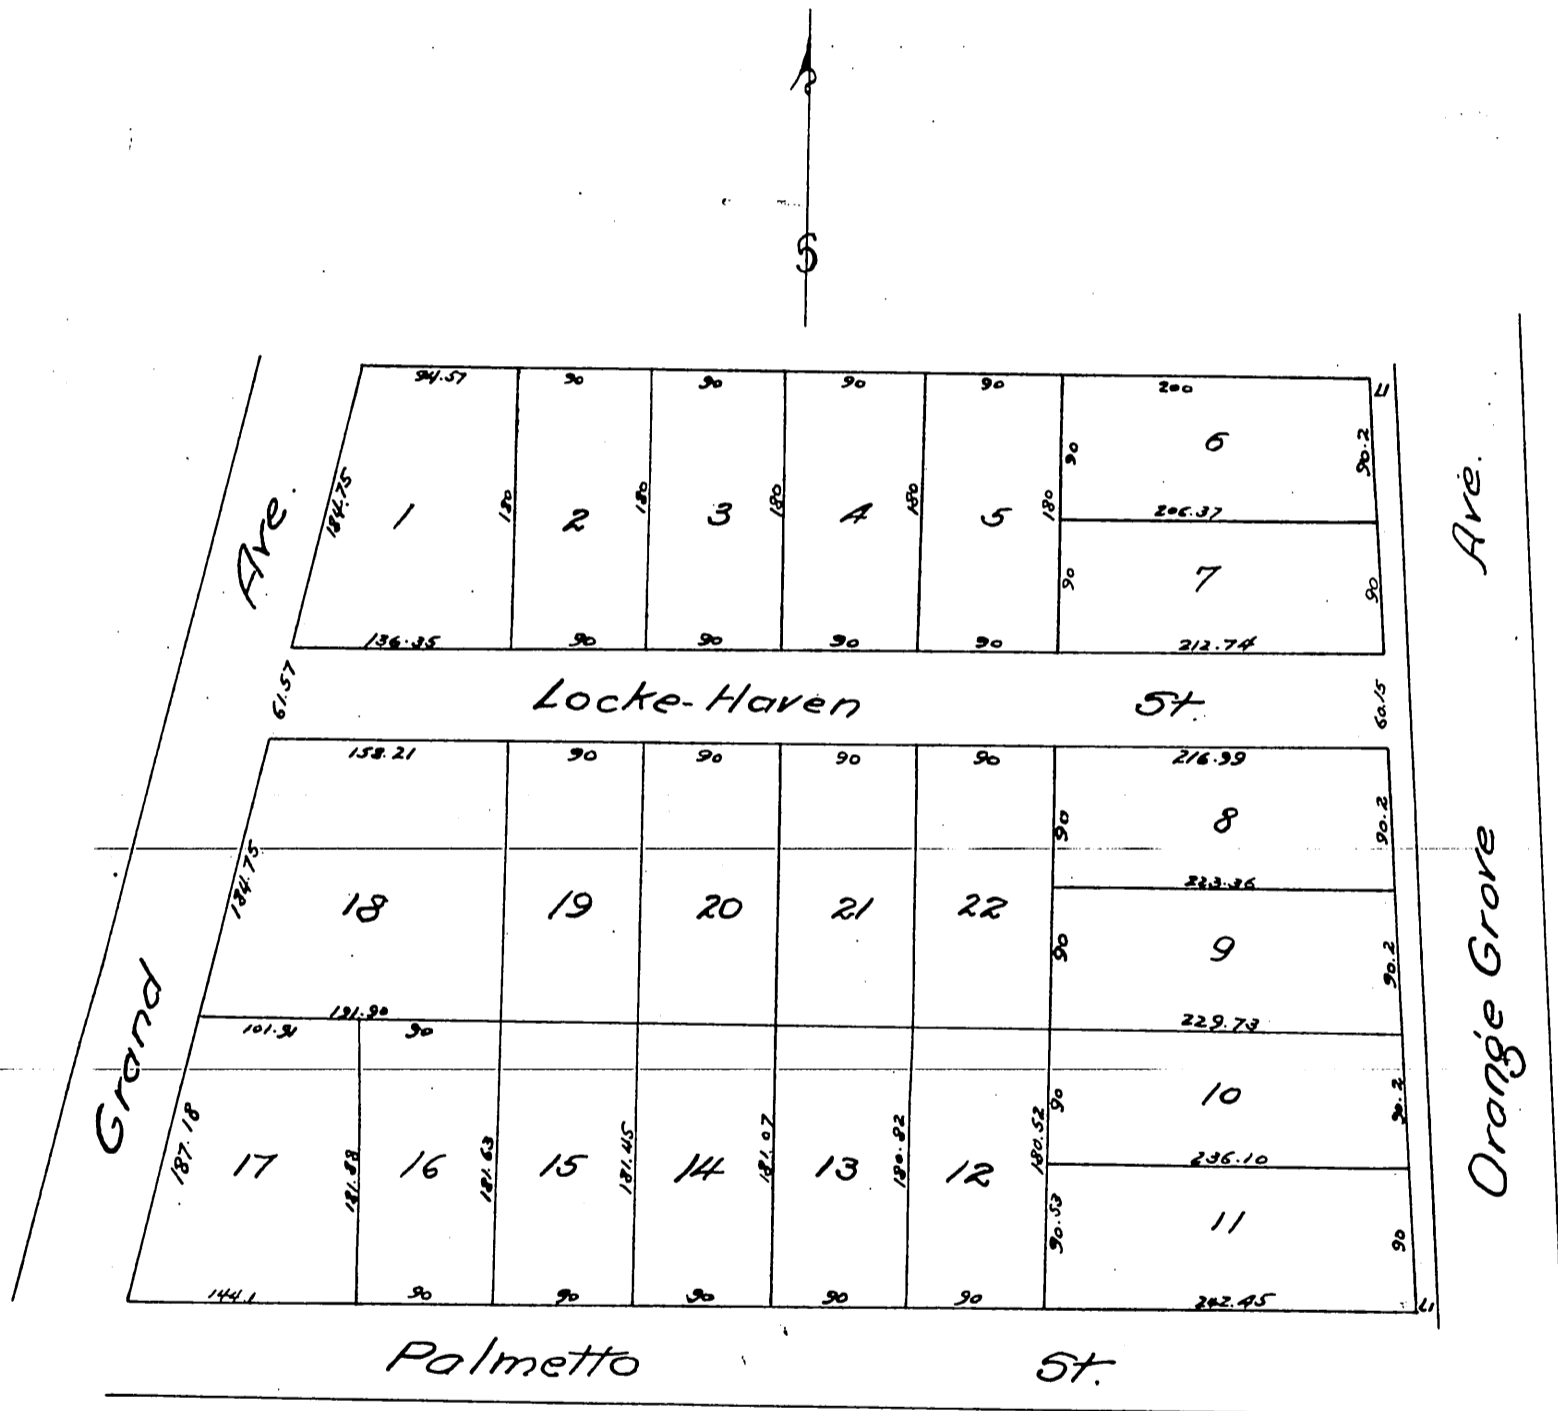 S
94.57 90 90 90 90 200 LI
184.75 1 180 2 180 3 180 4 180 5 180 90 6 90.2
206.37
90 7 90
136.35 90 90 90 90 212.74
Grand Ave.
Orange Grove Ave.
61.57 Locke-Haven St. 60.15
158.21 90 90 90 90 216.99
90 8 90.2
223.36
184.75 18 19 20 21 22 90 9 90.2
191.90 229.73
101.91 90
90 10 90.2
236.10
187.18 17 181.88 16 181.63 15 181.45 14 181.07 13 180.82 12 180.52 90.53 11 90
144.1 90 90 90 90 90 242.45 LI
Palmetto St.